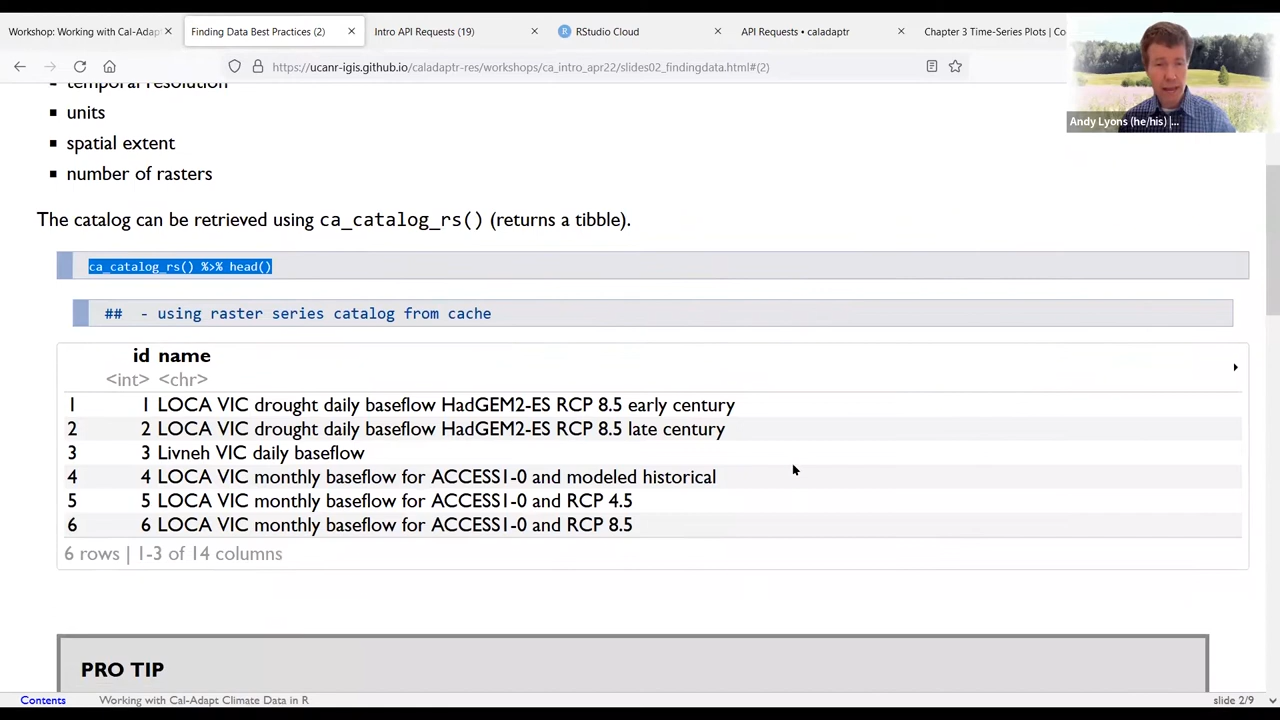 Workshop: Working with Cal-Adap
Finding Data Best Practices (2)
Intro API Requests (19)
RStudio Cloud
API Requests • caladaptr
Chapter 3 Time-Series Plots | Co
https://ucanr-igis.github.io/caladaptr-res/workshops/ca_intro_apr22/slides02_findingdata.html#(2)
Andy Lyons (he/his) |...
temporal resolution
units
spatial extent
number of rasters
The catalog can be retrieved using ca_catalog_rs() (returns a tibble).
ca_catalog_rs() %>% head()
## - using raster series catalog from cache
id name
<int> <chr>
1 1 LOCA VIC drought daily baseflow HadGEM2-ES RCP 8.5 early century
2 2 LOCA VIC drought daily baseflow HadGEM2-ES RCP 8.5 late century
3 3 Livneh VIC daily baseflow
4 4 LOCA VIC monthly baseflow for ACCESS1-0 and modeled historical
5 5 LOCA VIC monthly baseflow for ACCESS1-0 and RCP 4.5
6 6 LOCA VIC monthly baseflow for ACCESS1-0 and RCP 8.5
6 rows | 1-3 of 14 columns
PRO TIP
Contents Working with Cal-Adapt Climate Data in R slide 2/9